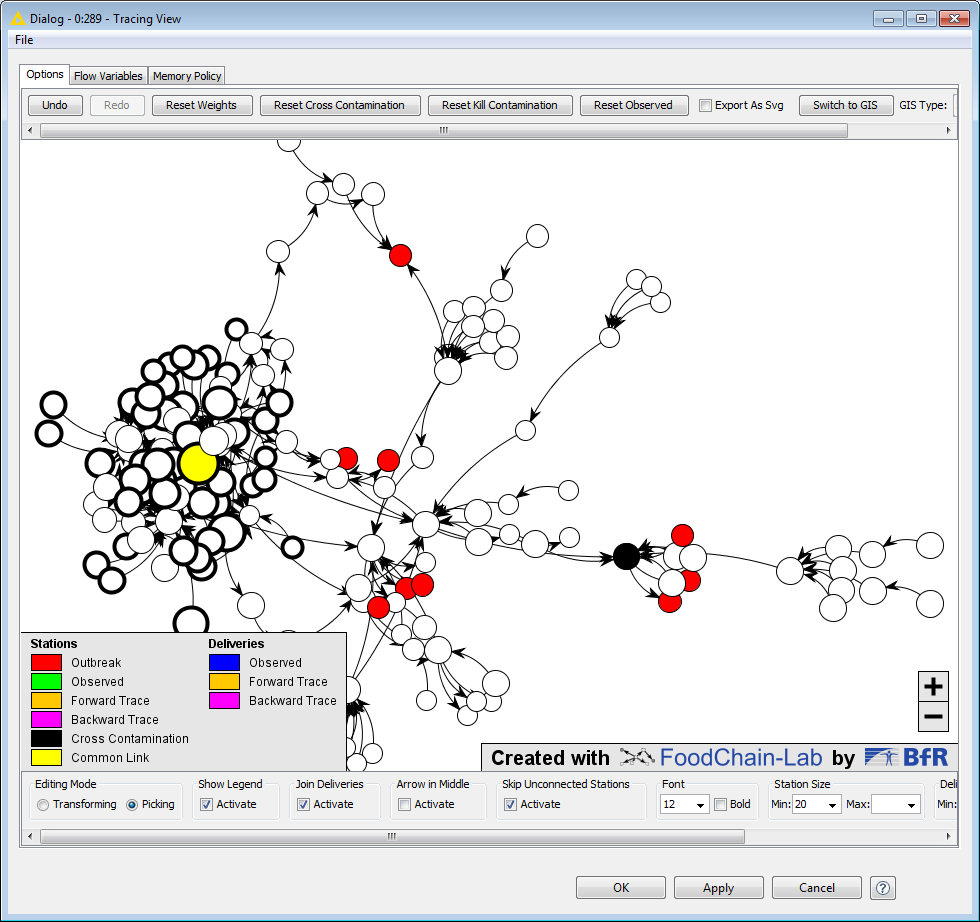 Dialog - 0:289 - Tracing View
File
Options Flow Variables Memory Policy
Undo Redo Reset Weights Reset Cross Contamination Reset Kill Contamination Reset Observed Export As Svg Switch to GIS GIS Type:
Stations Deliveries
Outbreak Observed
Observed Forward Trace
Forward Trace Backward Trace
Backward Trace
Cross Contamination
Common Link
Created with FoodChain-Lab by BfR
Editing Mode Show Legend Join Deliveries Arrow in Middle Skip Unconnected Stations Font Station Size Deli
Transforming Picking Activate Activate Activate Activate 12 Bold Min: 20 Max: Min:
OK Apply Cancel ?